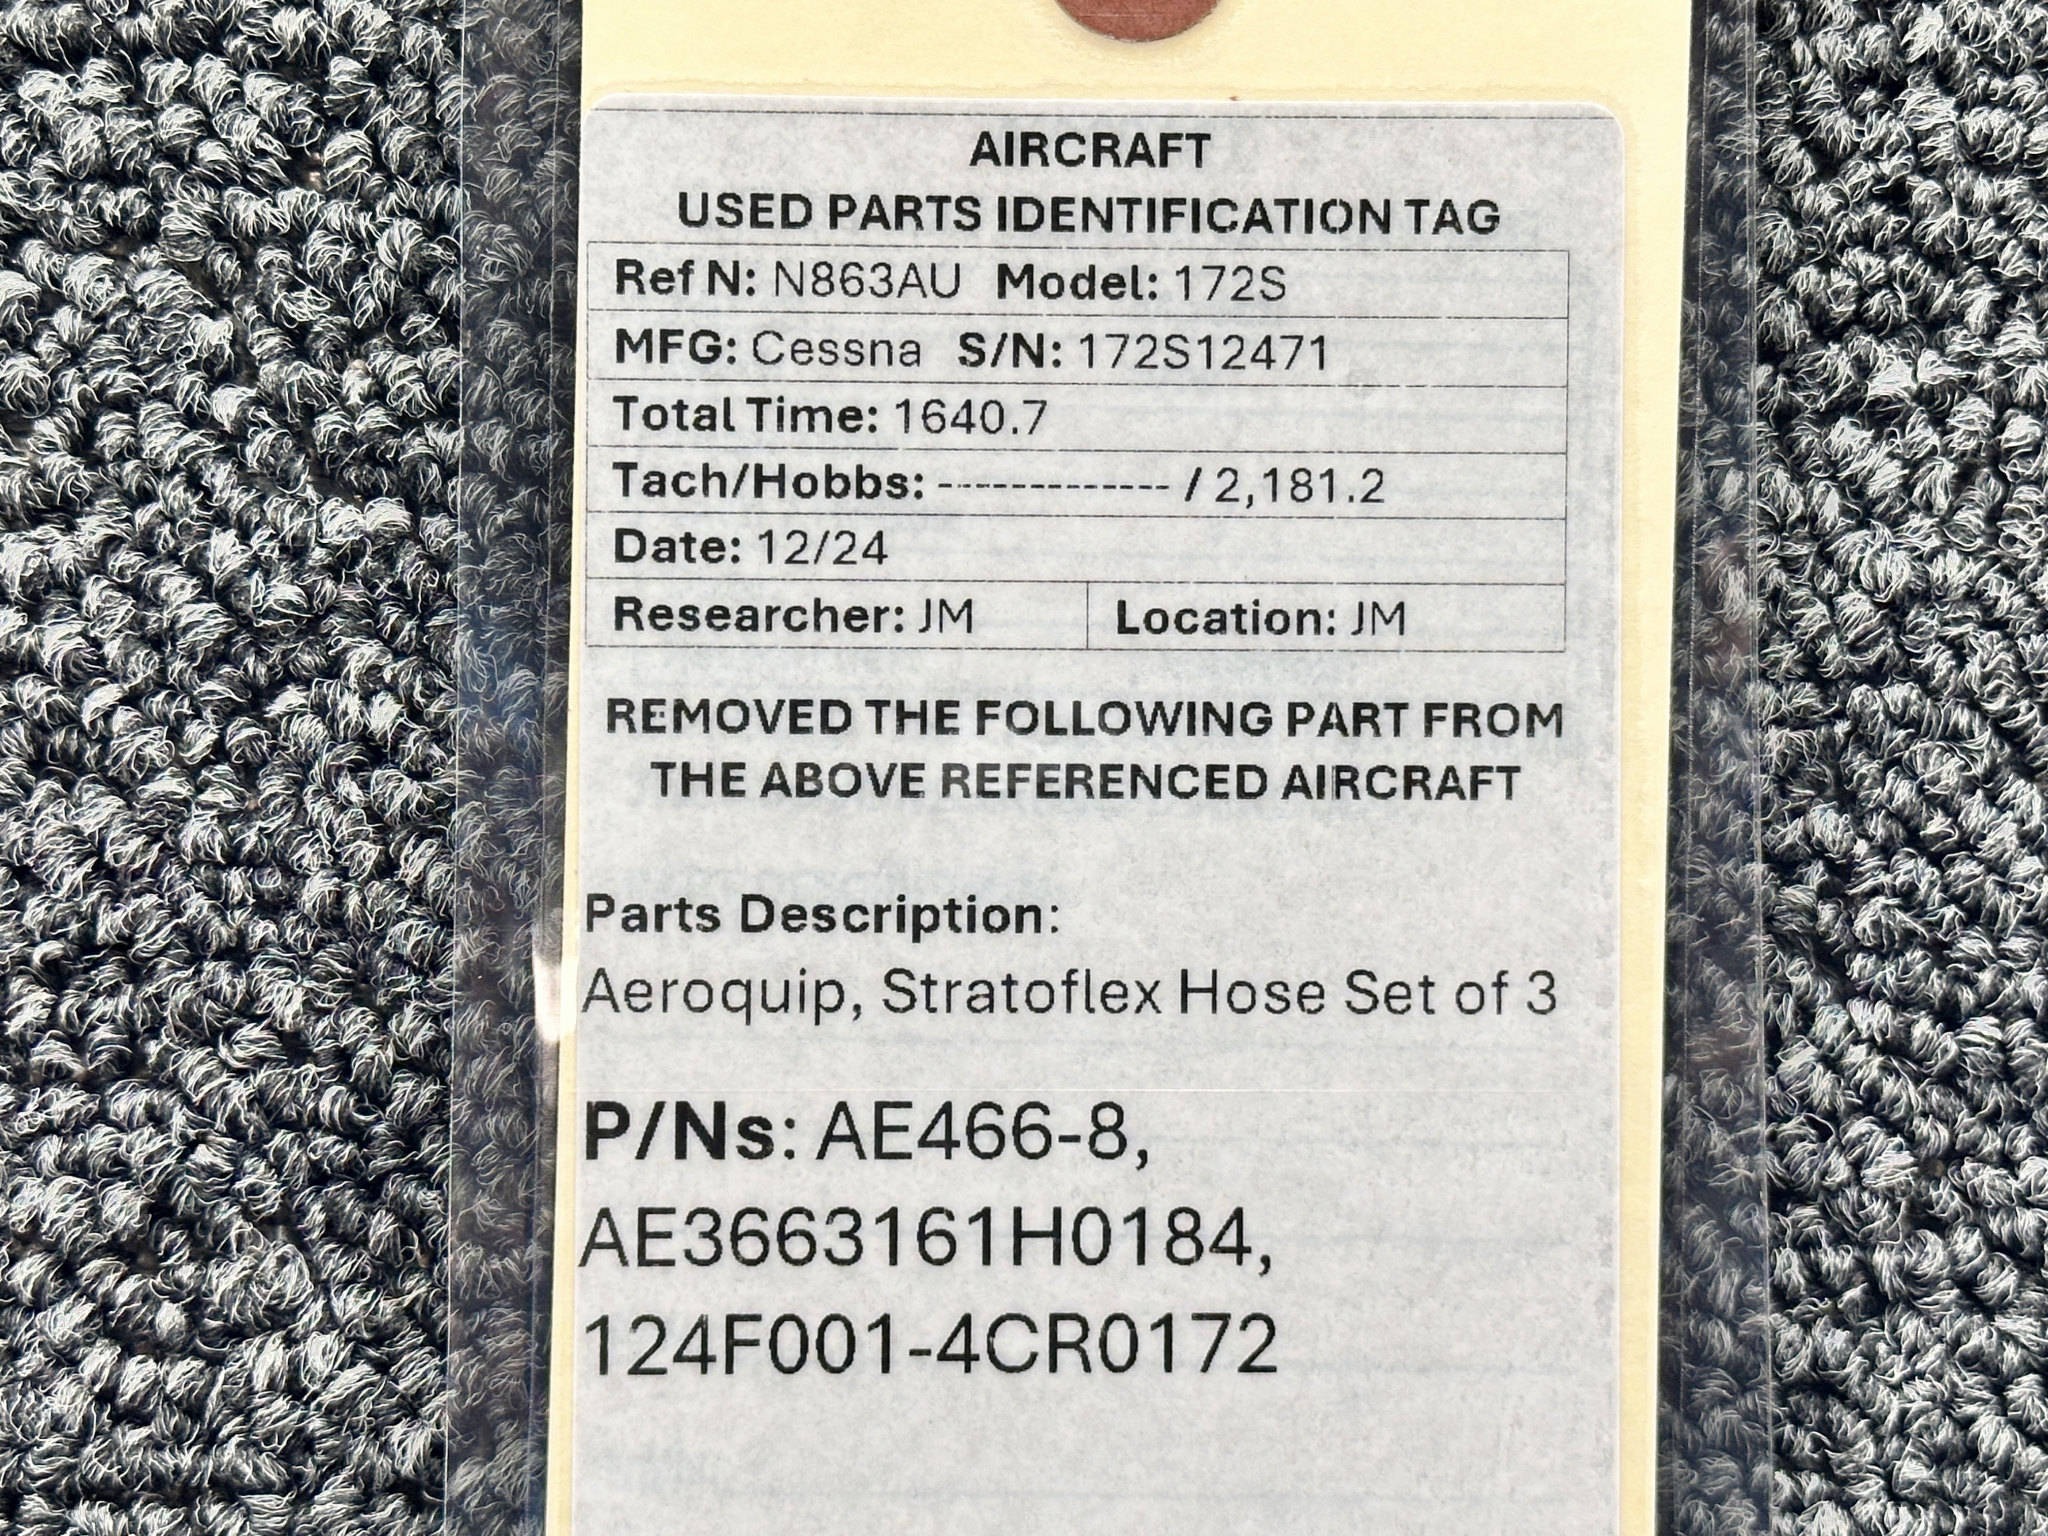 AIRCRAFT
USED PARTS IDENTIFICATION TAG
Ref N: N863AU Model: 172S
MFG: Cessna S/N: 172S12471
Total Time: 1640.7
Tach/Hobbs: ------------- / 2,181.2
Date: 12/24
Researcher: JM Location: JM
REMOVED THE FOLLOWING PART FROM
THE ABOVE REFERENCED AIRCRAFT
Parts Description:
Aeroquip, Stratoflex Hose Set of 3
P/Ns: AE466-8,
AE3663161H0184,
124F001-4CR0172